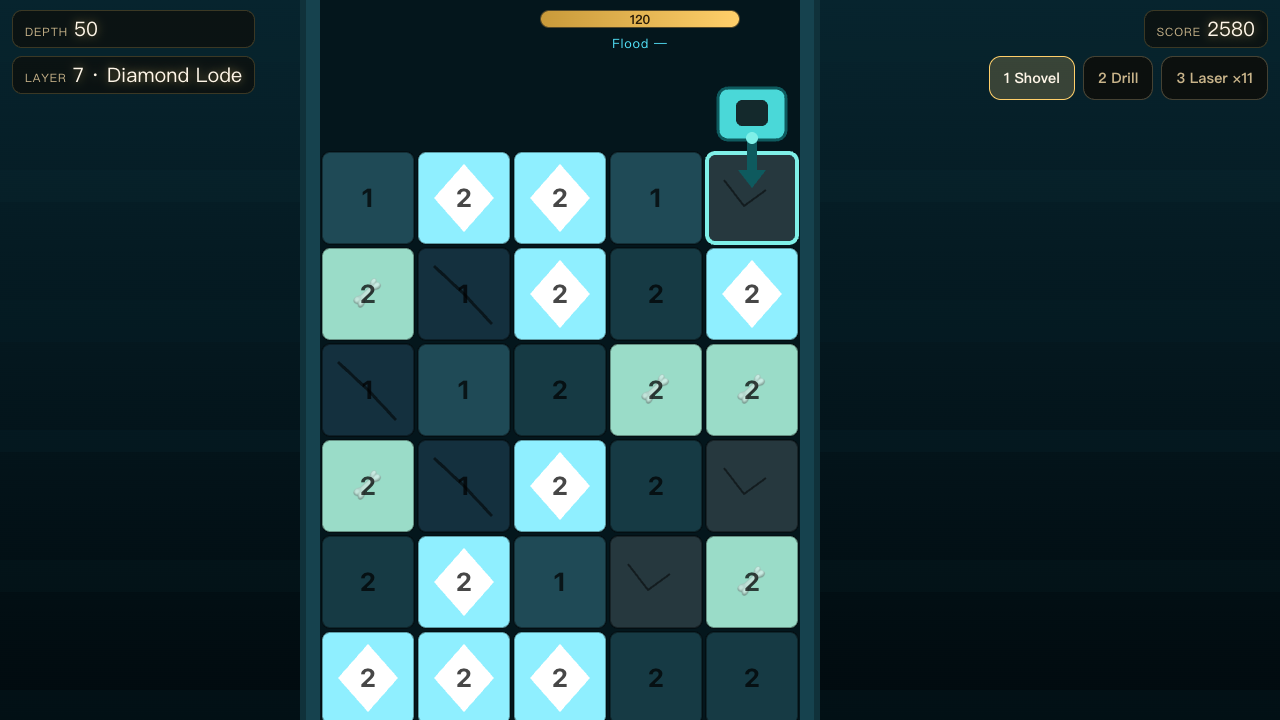 DEPTH 50
LAYER 7 · Diamond Lode
120
Flood —
SCORE 2580
1 Shovel
2 Drill
3 Laser ×11
1 2 2 1
2 1 2 2 2
1 1 2 2 2
2 1 2 2
2 2 1 2
2 2 2 2 2